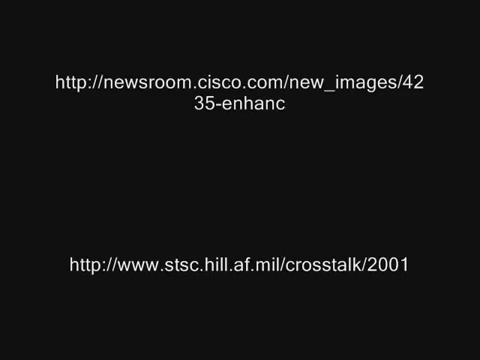 http://newsroom.cisco.com/new_images/42
35-enhanc
http://www.stsc.hill.af.mil/crosstalk/2001